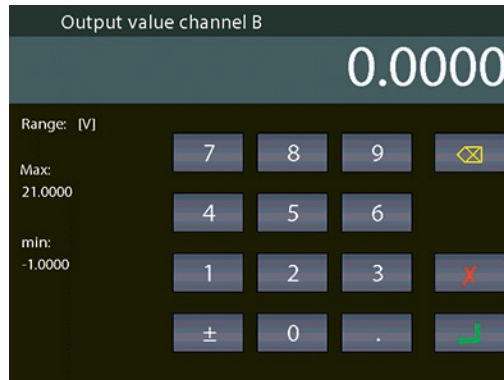 Output value channel B
0.0000
Range: [V]
Max:
21.0000
min:
-1.0000
7 8 9
4 5 6
1 2 3
± 0 .